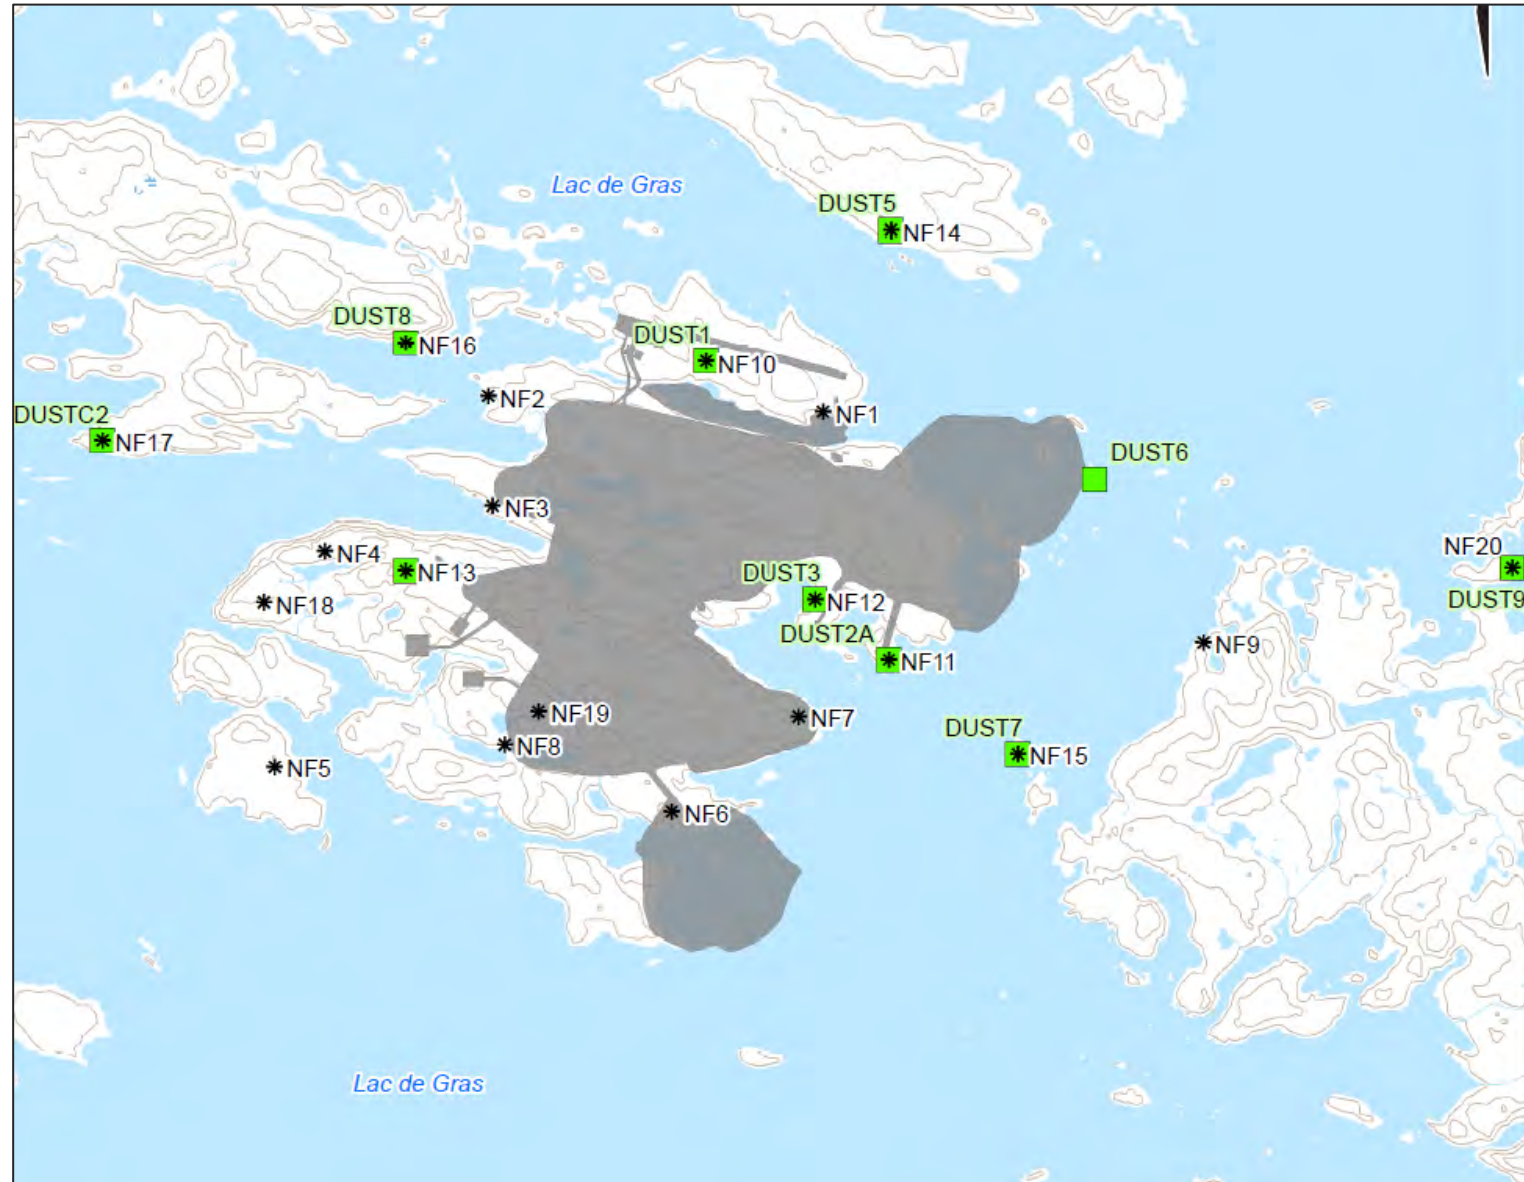 Lac de Gras
DUST5
NF14
DUST8
NF16
DUST1
NF10
NF2
NF1
DUSTC2
NF17
DUST6
NF3
NF4
NF13
NF18
DUST3
NF12
DUST2A
NF11
NF20
DUST9
NF9
NF19
NF7
NF8
DUST7
NF15
NF5
NF6
Lac de Gras